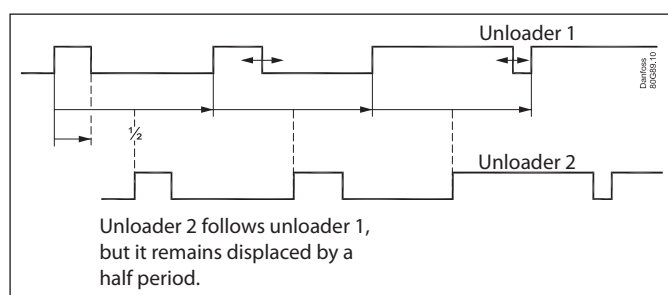 Unloader 1
Danfoss
80G89.10
½
Unloader 2
Unloader 2 follows unloader 1,
but it remains displaced by a
half period.